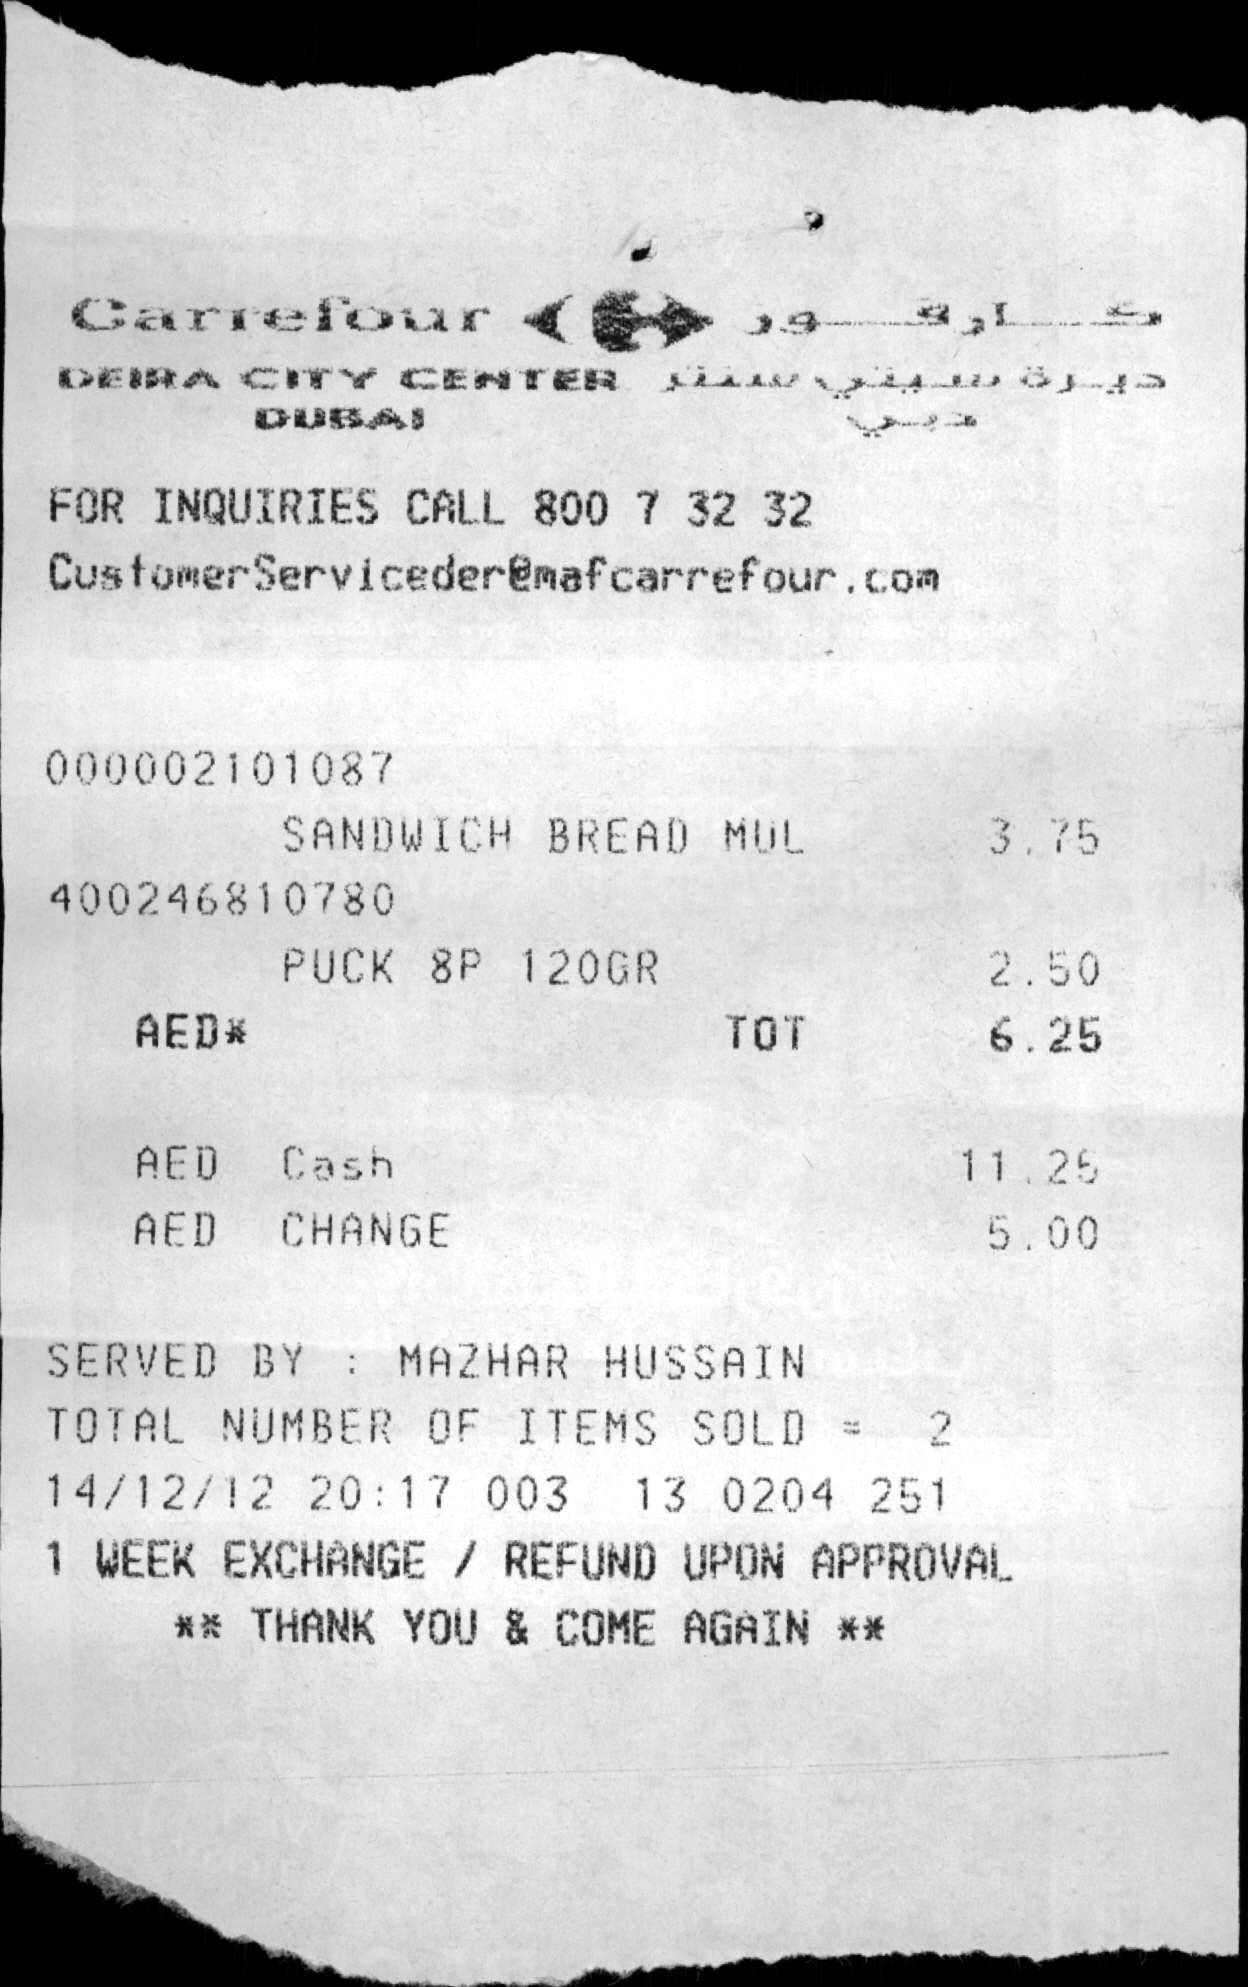 Carrefour كارفور
DEIRA CITY CENTER ديرة سيتي سنتر
DUBAI دبي
FOR INQUIRIES CALL 800 7 32 32
CustomerServiceder@mafcarrefour.com
000002101087
SANDWICH BREAD MUL 3.75
400246810780
PUCK 8P 120GR 2.50
AED* TOT 6.25
AED Cash 11.25
AED CHANGE 5.00
SERVED BY : MAZHAR HUSSAIN
TOTAL NUMBER OF ITEMS SOLD = 2
14/12/12 20:17 003 13 0204 251
1 WEEK EXCHANGE / REFUND UPON APPROVAL
** THANK YOU & COME AGAIN **